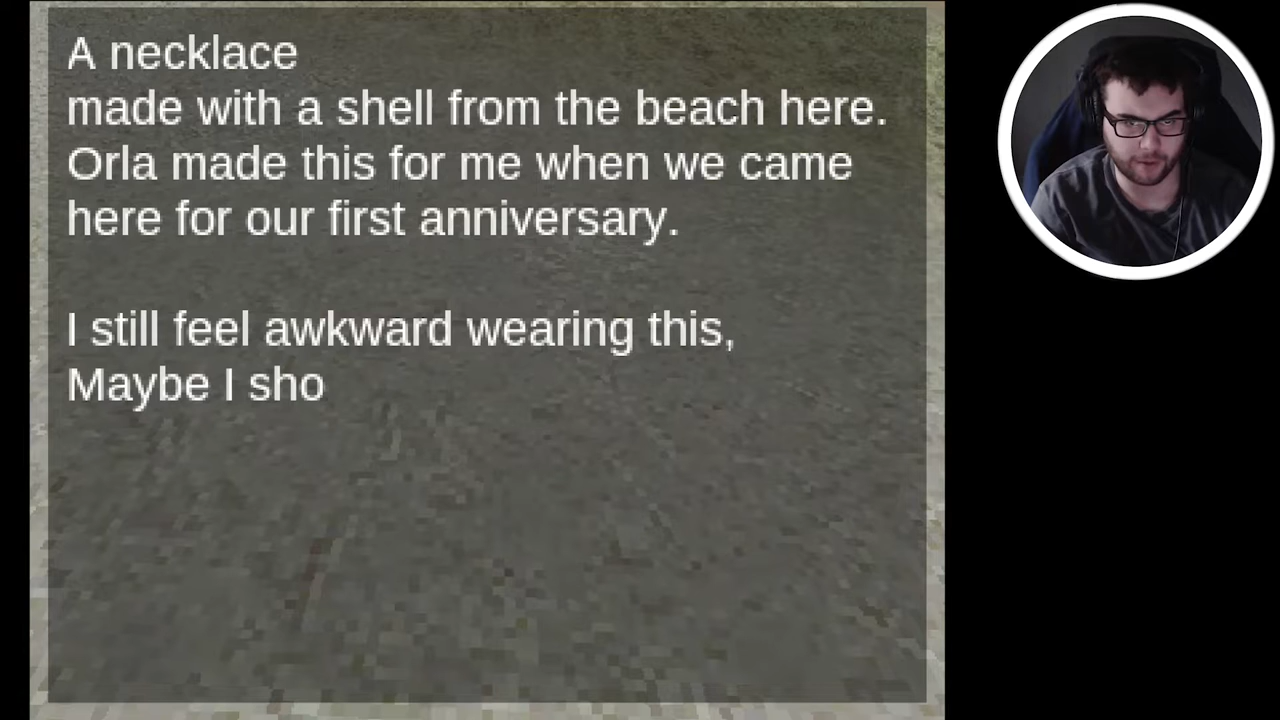 A necklace
made with a shell from the beach here.
Orla made this for me when we came
here for our first anniversary.
I still feel awkward wearing this,
Maybe I sho